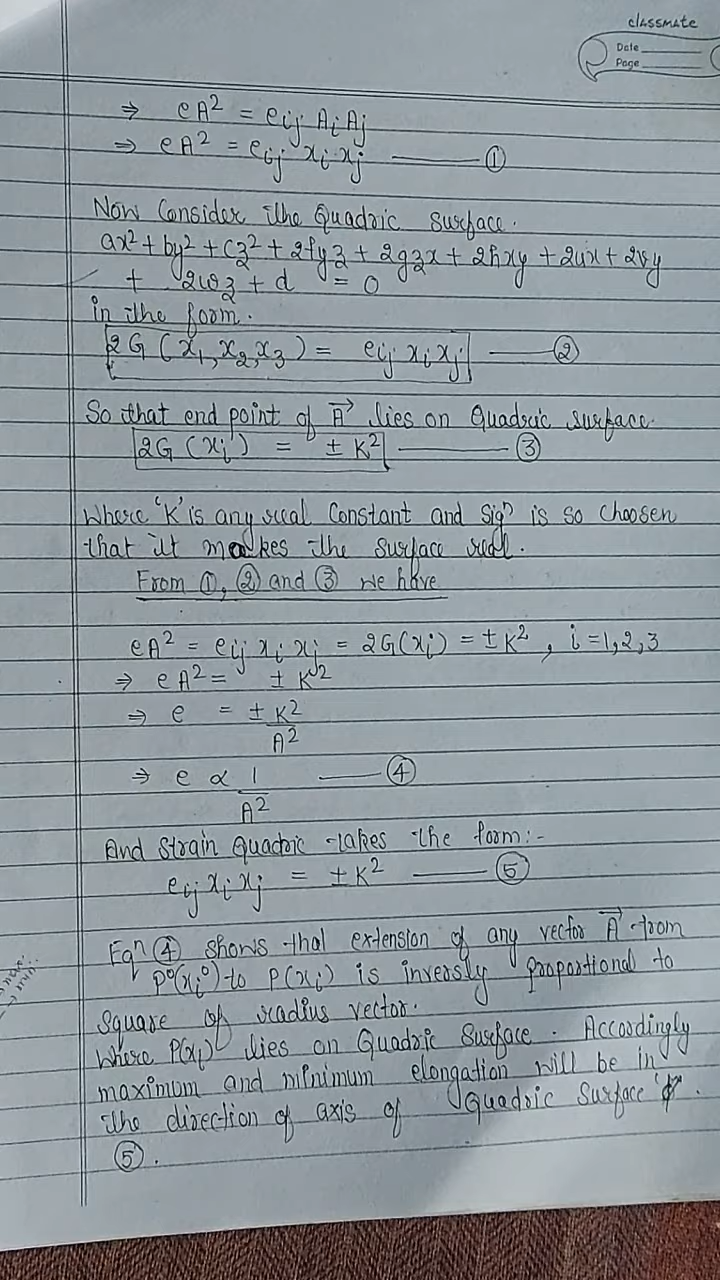 classmate
Date
Page
⇒ eA² = eij Ai Aj
⇒ eA² = eij xi xj ——— ①
Now Consider the Quadric Surface.
ax² + by² + cz² + 2fyz + 2gzx + 2hxy + 2ux + 2vy
+ 2wz + d = 0
in the form.
2G (x₁, x₂, x₃) = eij xi xj ——— ②
So that end point of A⃗ lies on Quadric surface.
2G (xi) = ± K² ——— ③
Where 'K' is any real Constant and Sigⁿ is so choosen
that it makes the surface real.
From ①, ② and ③ we have
eA² = eij xi xj = 2G(xi) = ± K² , i = 1,2,3
⇒ eA² = ± K²
⇒ e = ± K²/A²
⇒ e ∝ 1/A² ——— ④
And Strain Quadric takes the form:-
eij xi xj = ± K² ——— ⑤
Eqⁿ ④ shows that extension of any vector A⃗ from
P⁰(xi⁰) to P(xi) is inversly proportional to
Square of radius vector.
Where P(xi) lies on Quadric Surface. Accordingly
maximum and minimum elongation will be in
the direction of axis of Quadric Surface
⑤.